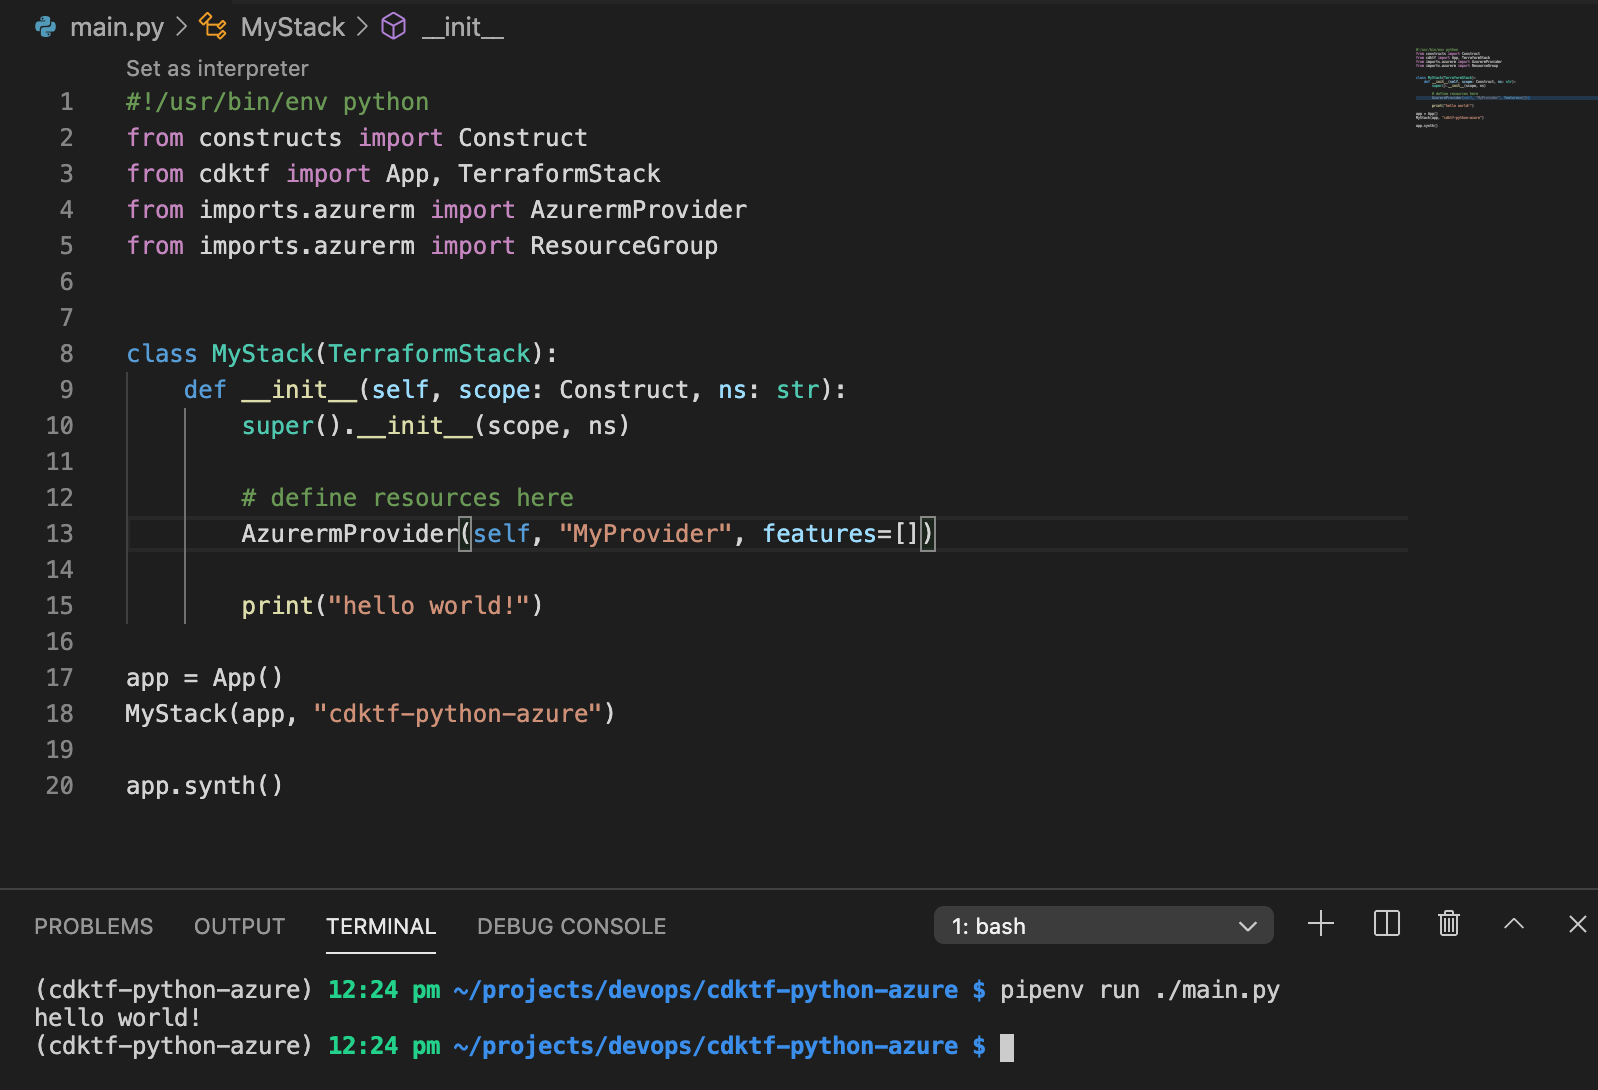 main.py > MyStack > __init__
Set as interpreter
1 #!/usr/bin/env python
2 from constructs import Construct
3 from cdktf import App, TerraformStack
4 from imports.azurerm import AzurermProvider
5 from imports.azurerm import ResourceGroup
6
7
8 class MyStack(TerraformStack):
9     def __init__(self, scope: Construct, ns: str):
10         super().__init__(scope, ns)
11
12         # define resources here
13         AzurermProvider(self, "MyProvider", features=[])
14
15         print("hello world!")
16
17 app = App()
18 MyStack(app, "cdktf-python-azure")
19
20 app.synth()
PROBLEMS OUTPUT TERMINAL DEBUG CONSOLE 1: bash
(cdktf-python-azure) 12:24 pm ~/projects/devops/cdktf-python-azure $ pipenv run ./main.py
hello world!
(cdktf-python-azure) 12:24 pm ~/projects/devops/cdktf-python-azure $